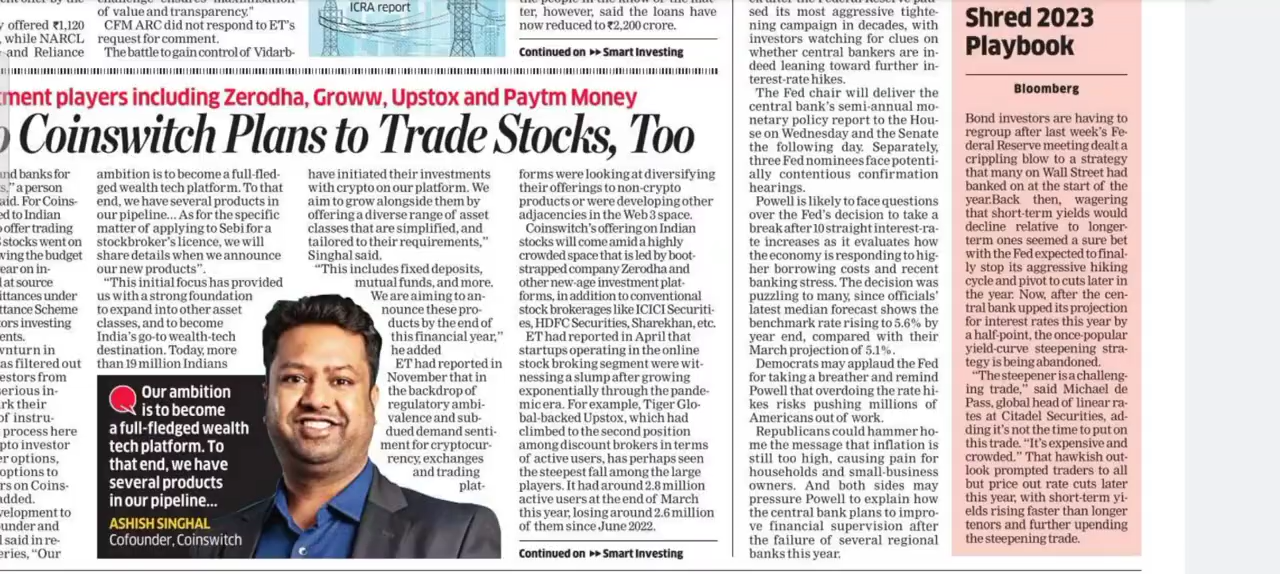 offered ₹1,120
, while NARCL
and Reliance
of value and transparency."
CFM ARC did not respond to ET's
request for comment.
The battle to gain control of Vidarb-
ICRA report
ter, however, said the loans have
now reduced to ₹2,200 crore.
Continued on ▸▸ Smart Investing
tment players including Zerodha, Groww, Upstox and Paytm Money
o Coinswitch Plans to Trade Stocks, Too
and banks for
s," a person
aid. For Coins-
ed to Indian
o offer trading
stocks went on
wing the budget
ear on in-
at source
ittances under
ttance Scheme
tors investing
ents.
wnturn in
as filtered out
estors from
serious in-
rk their
of instru-
process here
pto investor
er options,
options to
rs on Coins-
added.
velopment to
under and
l said in re-
eries, "Our
ambition is to become a full-fled-
ged wealth tech platform. To that
end, we have several products in
our pipeline... As for the specific
matter of applying to Sebi for a
stockbroker's licence, we will
share details when we announce
our new products".
"This initial focus has provided
us with a strong foundation
to expand into other asset
classes, and to become
India's go-to wealth-tech
destination. Today, more
than 19 million Indians
Our ambition
is to become
a full-fledged wealth
tech platform. To
that end, we have
several products
in our pipeline...
ASHISH SINGHAL
Cofounder, Coinswitch
have initiated their investments
with crypto on our platform. We
aim to grow alongside them by
offering a diverse range of asset
classes that are simplified, and
tailored to their requirements,"
Singhal said.
"This includes fixed deposits,
mutual funds, and more.
We are aiming to an-
nounce these pro-
ducts by the end of
this financial year,"
he added
ET had reported in
November that in
the backdrop of
regulatory ambi-
valence and sub-
dued demand senti-
ment for cryptocur-
rency, exchanges
and trading
plat-
forms were looking at diversifying
their offerings to non-crypto
products or were developing other
adjacencies in the Web 3 space.
Coinswitch's offering on Indian
stocks will come amid a highly
crowded space that is led by boot-
strapped company Zerodha and
other new-age investment plat-
forms, in addition to conventional
stock brokerages like ICICI Securiti-
es, HDFC Securities, Sharekhan, etc.
ET had reported in April that
startups operating in the online
stock broking segment were wit-
nessing a slump after growing
exponentially through the pande-
mic era. For example, Tiger Glo-
bal-backed Upstox, which had
climbed to the second position
among discount brokers in terms
of active users, has perhaps seen
the steepest fall among the large
players. It had around 2.8 million
active users at the end of March
this year, losing around 2.6 million
of them since June 2022.
Continued on ▸▸ Smart Investing
sed its most aggressive tighte-
ning campaign in decades, with
investors watching for clues on
whether central bankers are in-
deed leaning toward further in-
terest-rate hikes.
The Fed chair will deliver the
central bank's semi-annual mo-
netary policy report to the Hou-
se on Wednesday and the Senate
the following day. Separately,
three Fed nominees face potenti-
ally contentious confirmation
hearings.
Powell is likely to face questions
over the Fed's decision to take a
break after 10 straight interest-ra-
te increases as it evaluates how
the economy is responding to hig-
her borrowing costs and recent
banking stress. The decision was
puzzling to many, since officials'
latest median forecast shows the
benchmark rate rising to 5.6% by
year end, compared with their
March projection of 5.1%.
Democrats may applaud the Fed
for taking a breather and remind
Powell that overdoing the rate hi-
kes risks pushing millions of
Americans out of work.
Republicans could hammer ho-
me the message that inflation is
still too high, causing pain for
households and small-business
owners. And both sides may
pressure Powell to explain how
the central bank plans to impro-
ve financial supervision after
the failure of several regional
banks this year.
Shred 2023
Playbook
Bloomberg
Bond investors are having to
regroup after last week's Fe-
deral Reserve meeting dealt a
crippling blow to a strategy
that many on Wall Street had
banked on at the start of the
year.Back then, wagering
that short-term yields would
decline relative to longer-
term ones seemed a sure bet
with the Fed expected to final-
ly stop its aggressive hiking
cycle and pivot to cuts later in
the year. Now, after the cen-
tral bank upped its projection
for interest rates this year by
a half-point, the once-popular
yield-curve steepening stra-
tegy is being abandoned.
"The steepener is a challeng-
ing trade," said Michael de
Pass, global head of linear ra-
tes at Citadel Securities, ad-
ding it's not the time to put on
this trade. "It's expensive and
crowded." That hawkish out-
look prompted traders to all
but price out rate cuts later
this year, with short-term yi-
elds rising faster than longer
tenors and further upending
the steepening trade.